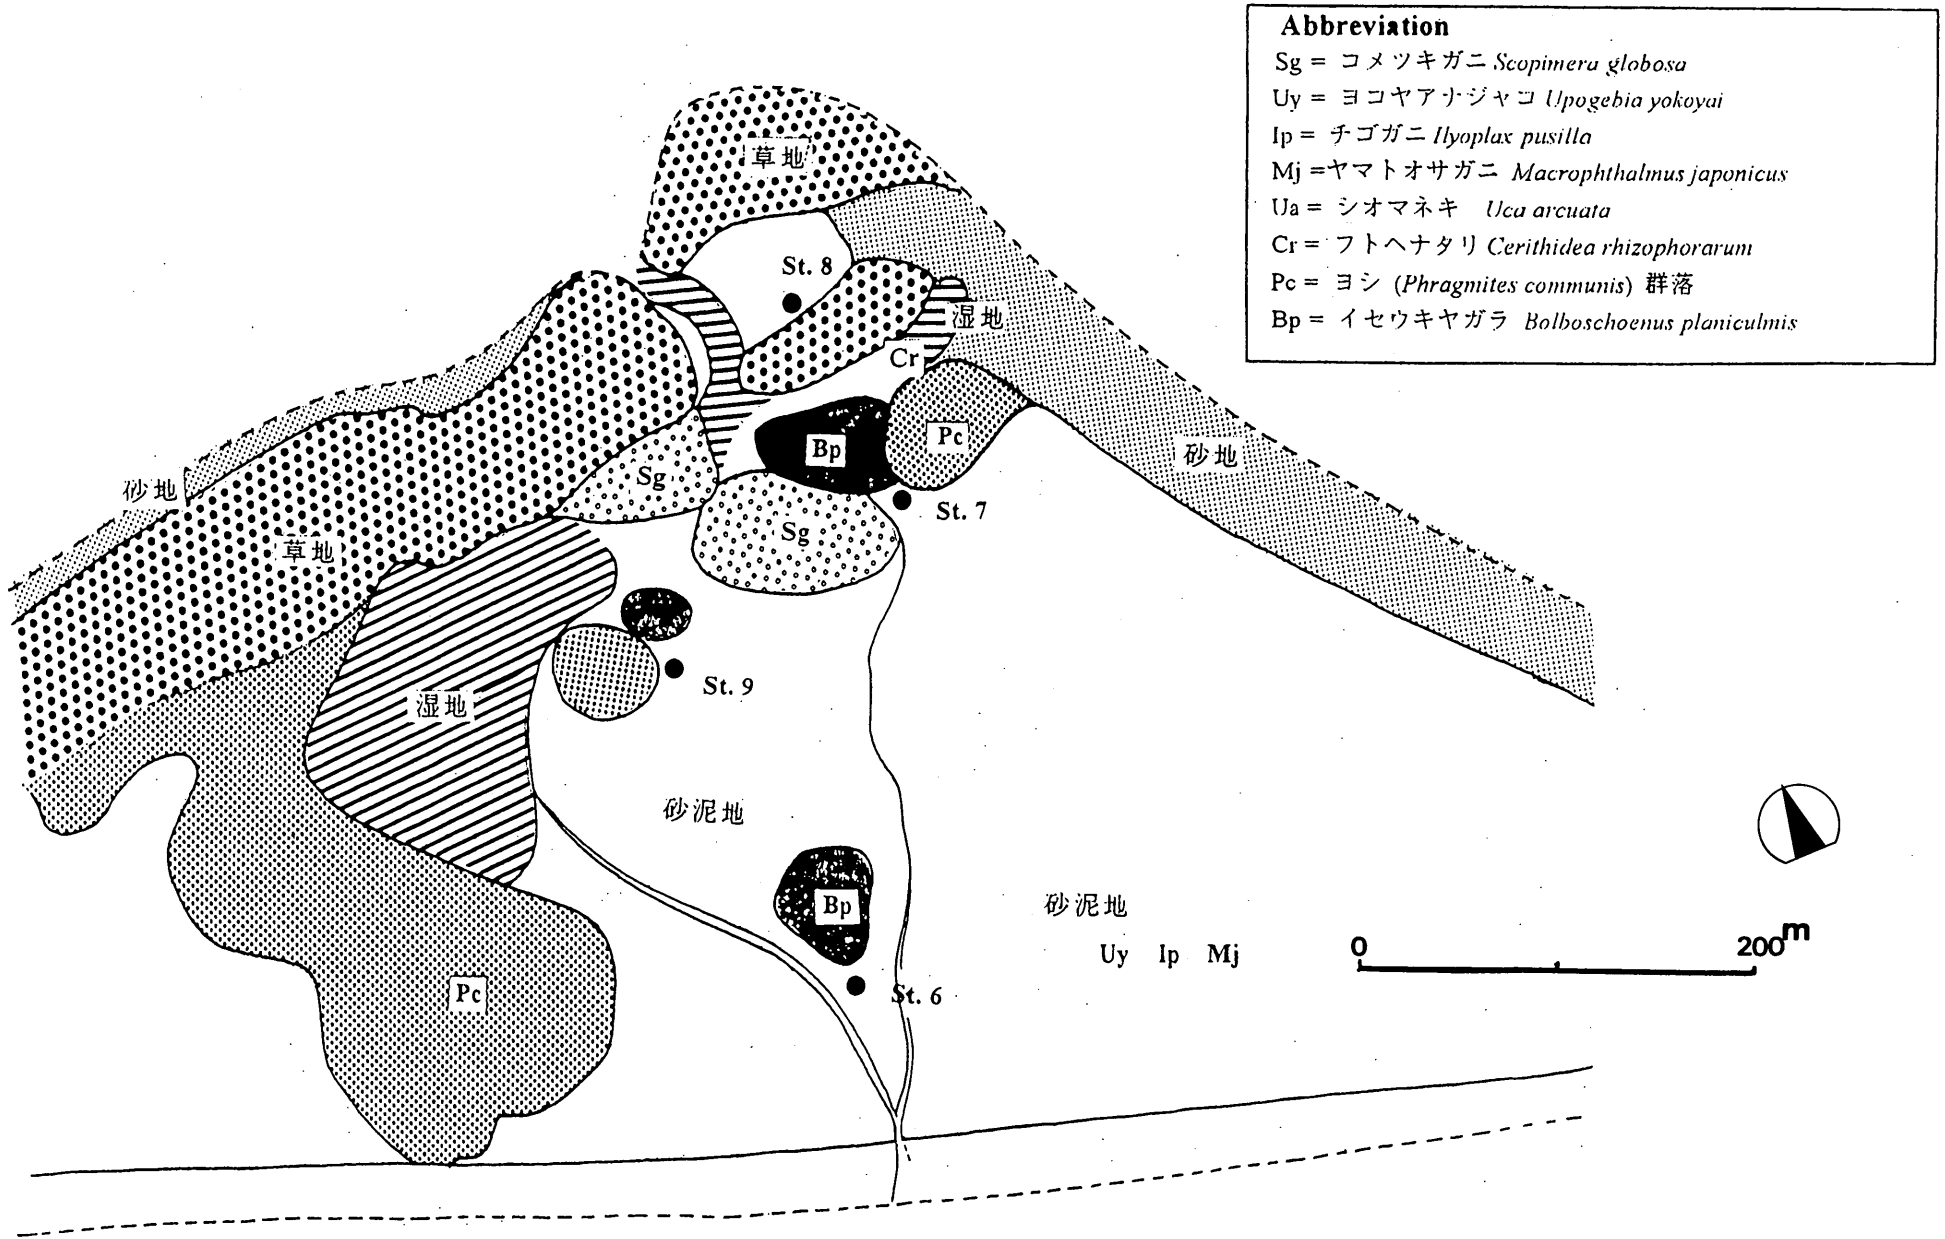 Abbreviation
Sg = コメツキガニ Scopimera globosa
Uy = ヨコヤアナジャコ Upogebia yokoyai
Ip = チゴガニ Ilyoplax pusilla
Mj =ヤマトオサガニ Macrophthalmus japonicus
Ua = シオマネキ Uca arcuata
Cr = フトヘナタリ Cerithidea rhizophorarum
Pc = ヨシ (Phragmites communis) 群落
Bp = イセウキヤガラ Bolboschoenus planiculmis
草地
St. 8
湿地
Cr
Pc
Bp
砂地
Sg
砂地
St. 7
Sg
草地
St. 9
湿地
砂泥地
Bp
砂泥地
Uy Ip Mj
0 200m
Pc
St. 6